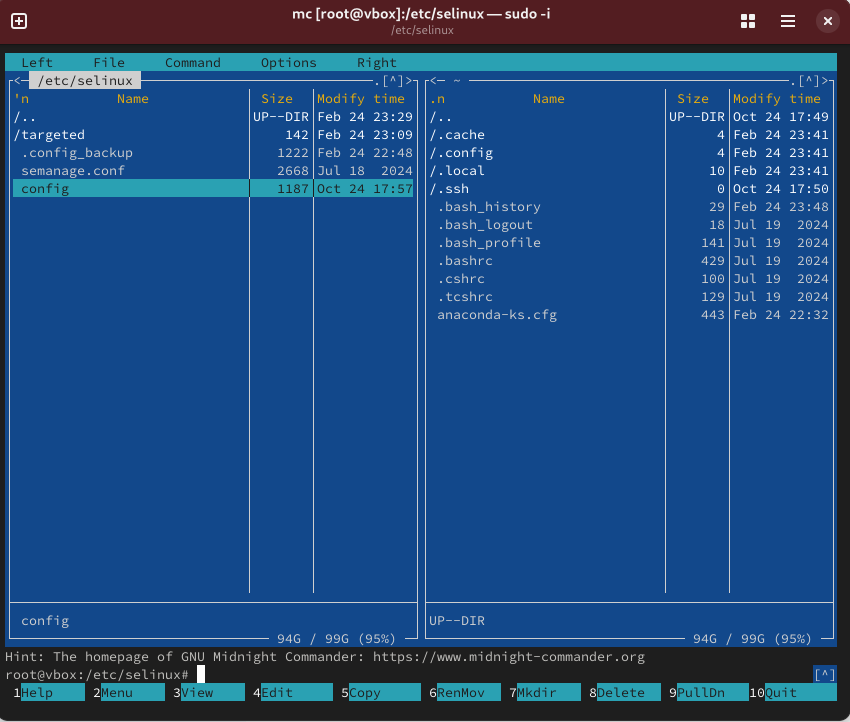 mc [root@vbox]:/etc/selinux — sudo -i
/etc/selinux
Left File Command Options Right
<- /etc/selinux .[^]> <- ~ .[^]>
'n Name Size Modify time .n Name Size Modify time
/.. UP--DIR Feb 24 23:29 /.. UP--DIR Oct 24 17:49
/targeted 142 Feb 24 23:09 /.cache 4 Feb 24 23:41
.config_backup 1222 Feb 24 22:48 /.config 4 Feb 24 23:41
semanage.conf 2668 Jul 18 2024 /.local 10 Feb 24 23:41
config 1187 Oct 24 17:57 /.ssh 0 Oct 24 17:50
.bash_history 29 Feb 24 23:48
.bash_logout 18 Jul 19 2024
.bash_profile 141 Jul 19 2024
.bashrc 429 Jul 19 2024
.cshrc 100 Jul 19 2024
.tcshrc 129 Jul 19 2024
anaconda-ks.cfg 443 Feb 24 22:32
config UP--DIR
94G / 99G (95%) 94G / 99G (95%)
Hint: The homepage of GNU Midnight Commander: https://www.midnight-commander.org
root@vbox:/etc/selinux# [^]
1Help 2Menu 3View 4Edit 5Copy 6RenMov 7Mkdir 8Delete 9PullDn 10Quit